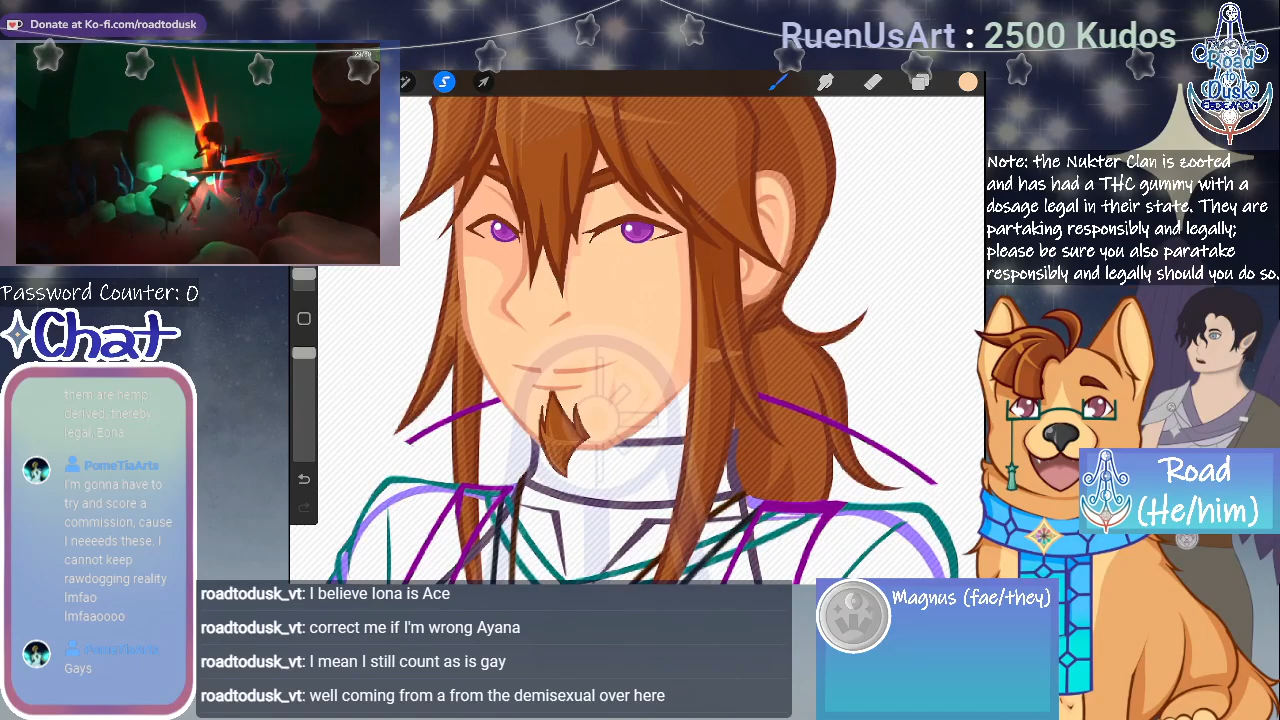 Donate at Ko-fi.com/roadtodusk
RuenUsArt : 2500 Kudos
Road
to
Dusk
Note: the Nukter Clan is zooted
and has had a THC gummy with a
dosage legal in their state. They are
partaking responsibly and legally;
please be sure you also paratake
responsibly and legally should you do so.
Password Counter: 0
Chat
them are hemp
derived, thereby
legal, Eona
PomeTiaArts
I'm gonna have to
try and score a
commission, cause
I neeeeds these. I
cannot keep
rawdogging reality
lmfao
lmfaaoooo
PomeTiaArts
Gays
roadtodusk_vt: I believe Iona is Ace
roadtodusk_vt: correct me if I'm wrong Ayana
roadtodusk_vt: I mean I still count as is gay
roadtodusk_vt: well coming from a from the demisexual over here
Road
(He/him)
Magnus (fae/they)